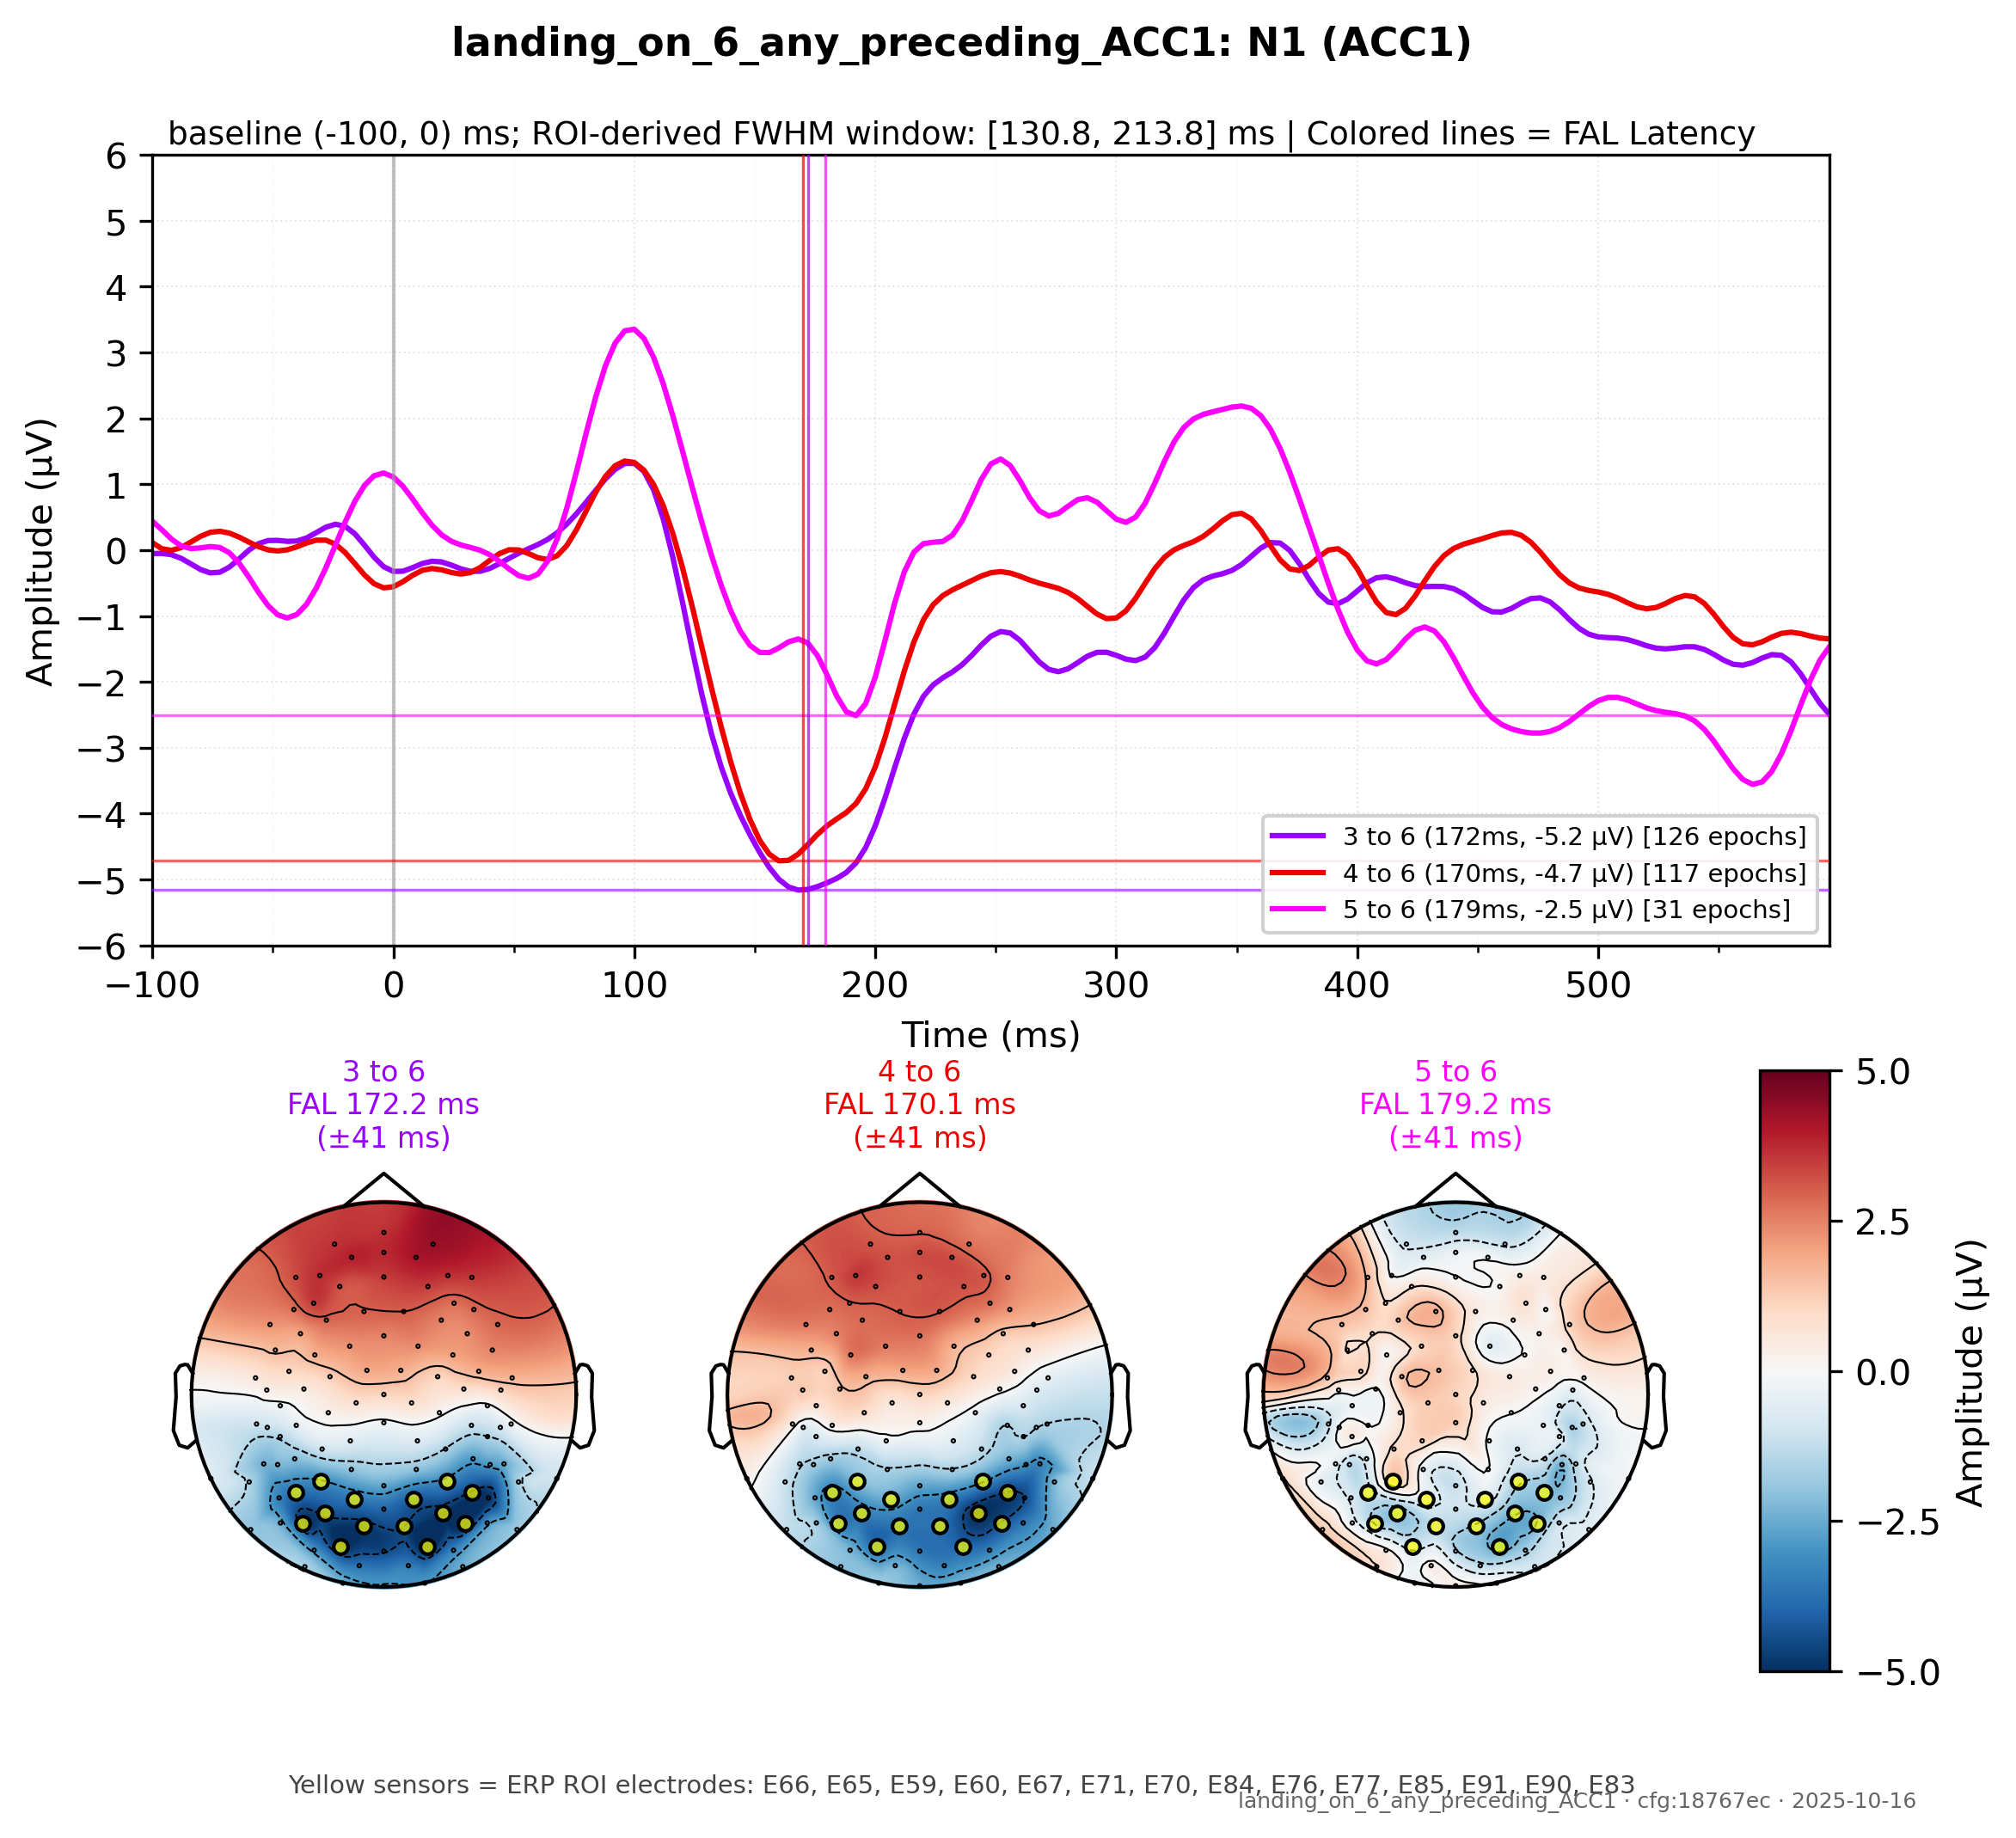 landing_on_6_any_preceding_ACC1: N1 (ACC1)
baseline (-100, 0) ms; ROI-derived FWHM window: [130.8, 213.8] ms | Colored lines = FAL Latency
6
5
4
3
2
1
0
−1
−2
−3
−4
−5
−6
Amplitude (µV)
3 to 6 (172ms, -5.2 µV) [126 epochs]
4 to 6 (170ms, -4.7 µV) [117 epochs]
5 to 6 (179ms, -2.5 µV) [31 epochs]
−100 0 100 200 300 400 500
Time (ms)
3 to 6
FAL 172.2 ms
(±41 ms)
4 to 6
FAL 170.1 ms
(±41 ms)
5 to 6
FAL 179.2 ms
(±41 ms)
5.0
2.5
0.0
−2.5
−5.0
Amplitude (µV)
Yellow sensors = ERP ROI electrodes: E66, E65, E59, E60, E67, E71, E70, E84, E76, E77, E85, E91, E90, E83
landing_on_6_any_preceding_ACC1 · cfg:18767ec · 2025-10-16